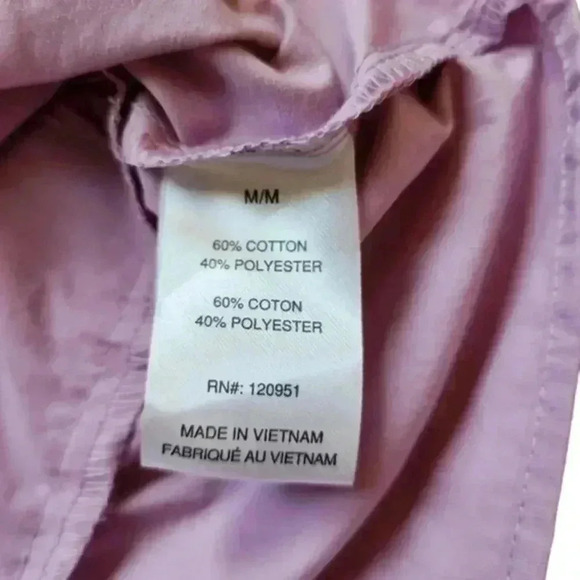 M/M
60% COTTON
40% POLYESTER
60% COTON
40% POLYESTER
RN#: 120951
MADE IN VIETNAM
FABRIQUÉ AU VIETNAM